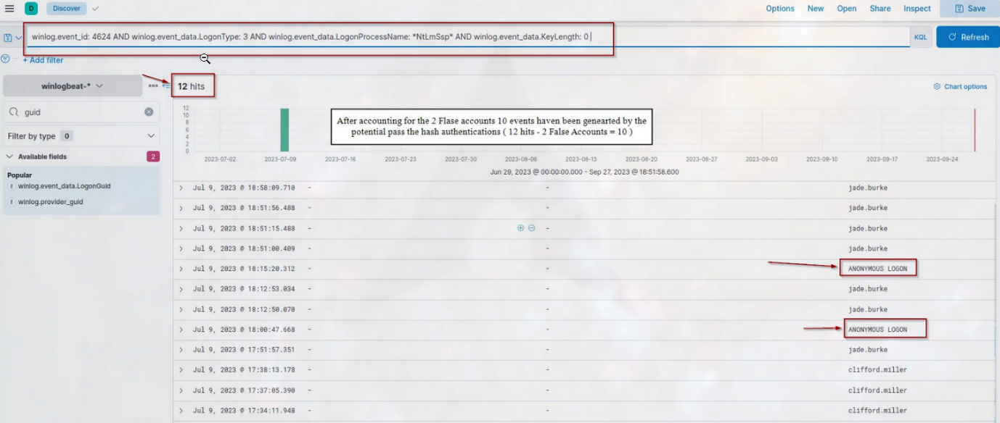 D Discover Options New Open Share Inspect Save
winlog.event_id: 4624 AND winlog.event_data.LogonType: 3 AND winlog.event_data.LogonProcessName: *NtLmSsp* AND winlog.event_data.KeyLength: 0 KQL Refresh
+ Add filter
winlogbeat-* 12 hits Chart options
guid
Filter by type 0
Available fields 2
Popular
winlog.event_data.LogonGuid
winlog.provider_guid
After accounting for the 2 Flase accounts 10 events haven been genearted by the
potential pass the hash authentications ( 12 hits - 2 False Accounts = 10 )
12
10
8
6
4
2
0
2023-07-02 2023-07-09 2023-07-16 2023-07-23 2023-07-30 2023-08-06 2023-08-13 2023-08-20 2023-08-27 2023-09-03 2023-09-10 2023-09-17 2023-09-24
Jun 29, 2023 @ 00:00:00.000 - Sep 27, 2023 @ 18:51:58.600
Jul 9, 2023 @ 18:58:09.710 - - jade.burke
Jul 9, 2023 @ 18:51:56.488 - - jade.burke
Jul 9, 2023 @ 18:51:15.488 - - jade.burke
Jul 9, 2023 @ 18:51:00.409 - - jade.burke
Jul 9, 2023 @ 18:15:20.312 - - ANONYMOUS LOGON
Jul 9, 2023 @ 18:12:53.034 - - jade.burke
Jul 9, 2023 @ 18:12:50.070 - - jade.burke
Jul 9, 2023 @ 18:00:47.668 - - ANONYMOUS LOGON
Jul 9, 2023 @ 17:51:57.351 - - jade.burke
Jul 9, 2023 @ 17:38:13.178 - - clifford.miller
Jul 9, 2023 @ 17:37:05.390 - - clifford.miller
Jul 9, 2023 @ 17:34:11.948 - - clifford.miller